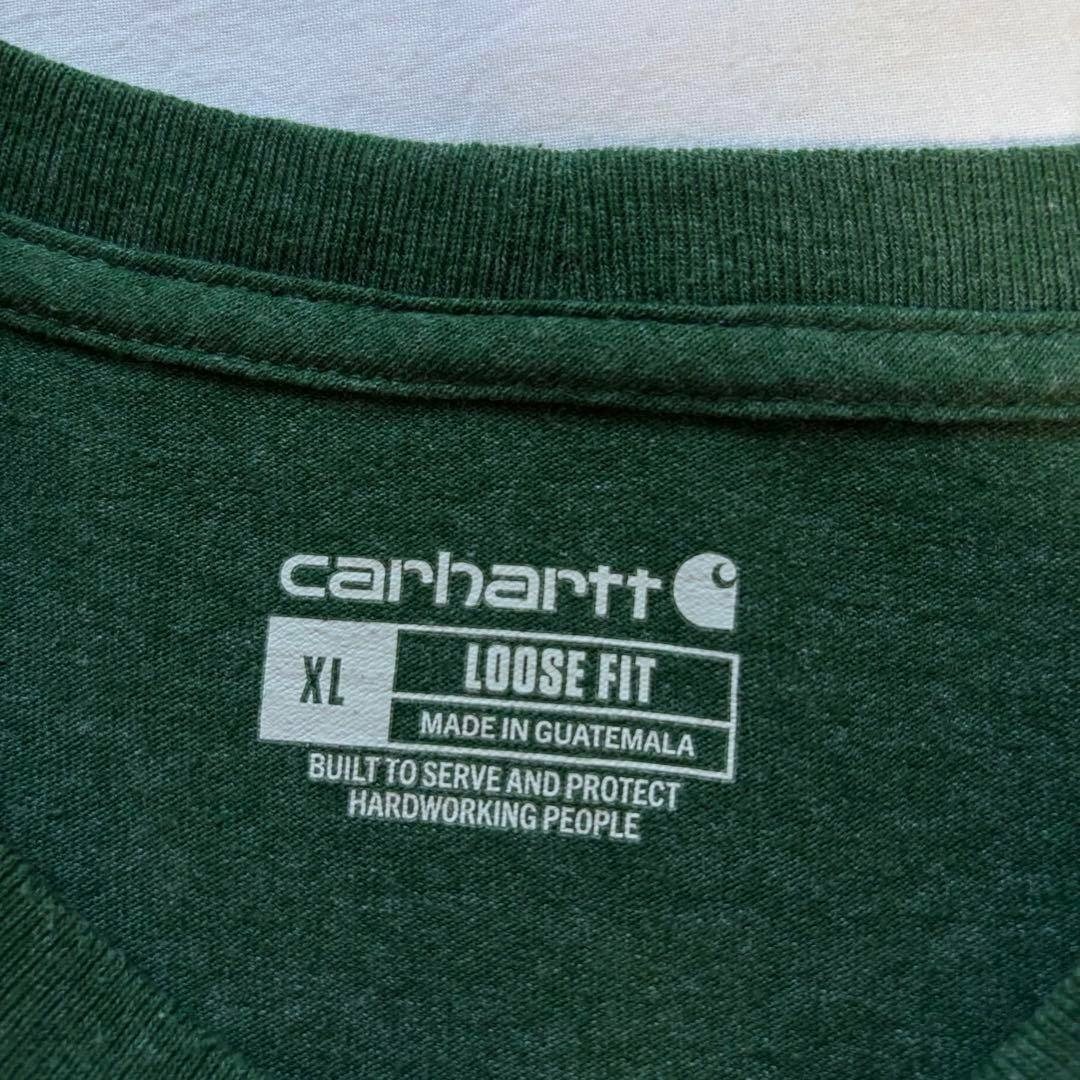 carhartt
XL
LOOSE FIT
MADE IN GUATEMALA
BUILT TO SERVE AND PROTECT
HARDWORKING PEOPLE